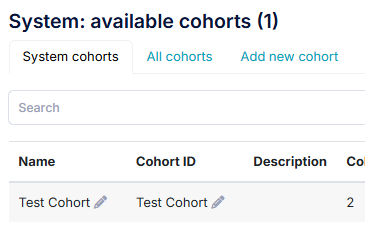 System: available cohorts (1)
System cohorts All cohorts Add new cohort
Search
Name Cohort ID Description
Test Cohort Test Cohort 2